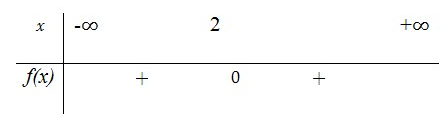 x -∞ 2 +∞
f(x) + 0 +